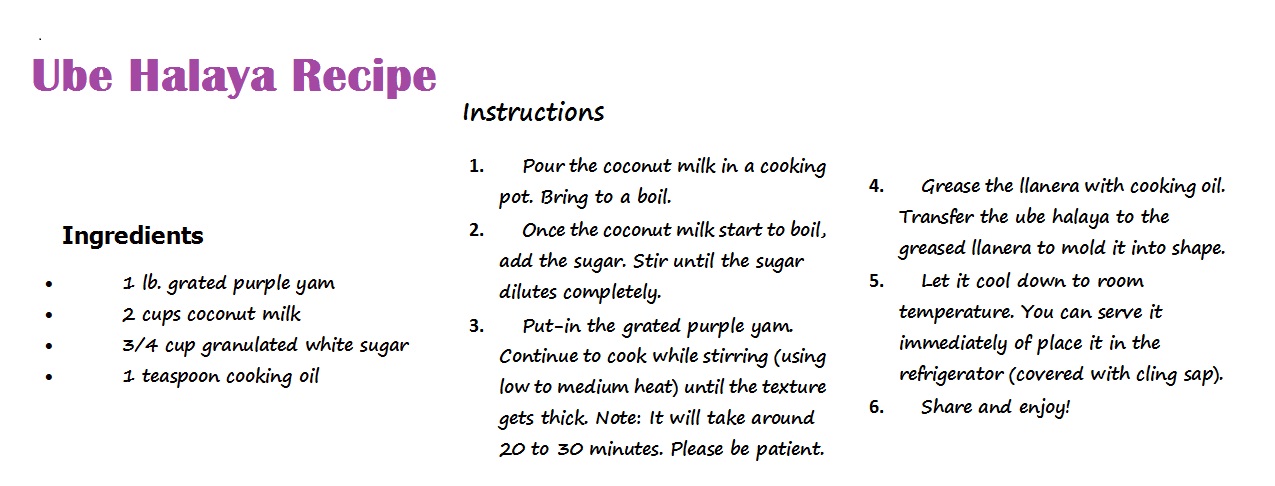 Ube Halaya Recipe
Ingredients
• 1 lb. grated purple yam
• 2 cups coconut milk
• 3/4 cup granulated white sugar
• 1 teaspoon cooking oil
Instructions
1. Pour the coconut milk in a cooking
pot. Bring to a boil.
2. Once the coconut milk start to boil,
add the sugar. Stir until the sugar
dilutes completely.
3. Put-in the grated purple yam.
Continue to cook while stirring (using
low to medium heat) until the texture
gets thick. Note: It will take around
20 to 30 minutes. Please be patient.
4. Grease the llanera with cooking oil.
Transfer the ube halaya to the
greased llanera to mold it into shape.
5. Let it cool down to room
temperature. You can serve it
immediately of place it in the
refrigerator (covered with cling sap).
6. Share and enjoy!